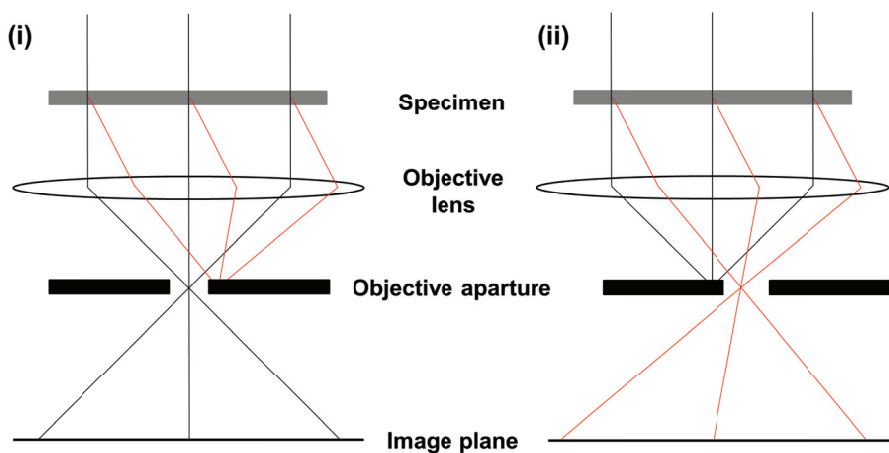 (i)
(ii)
Specimen
Objective
lens
Objective aparture
Image plane